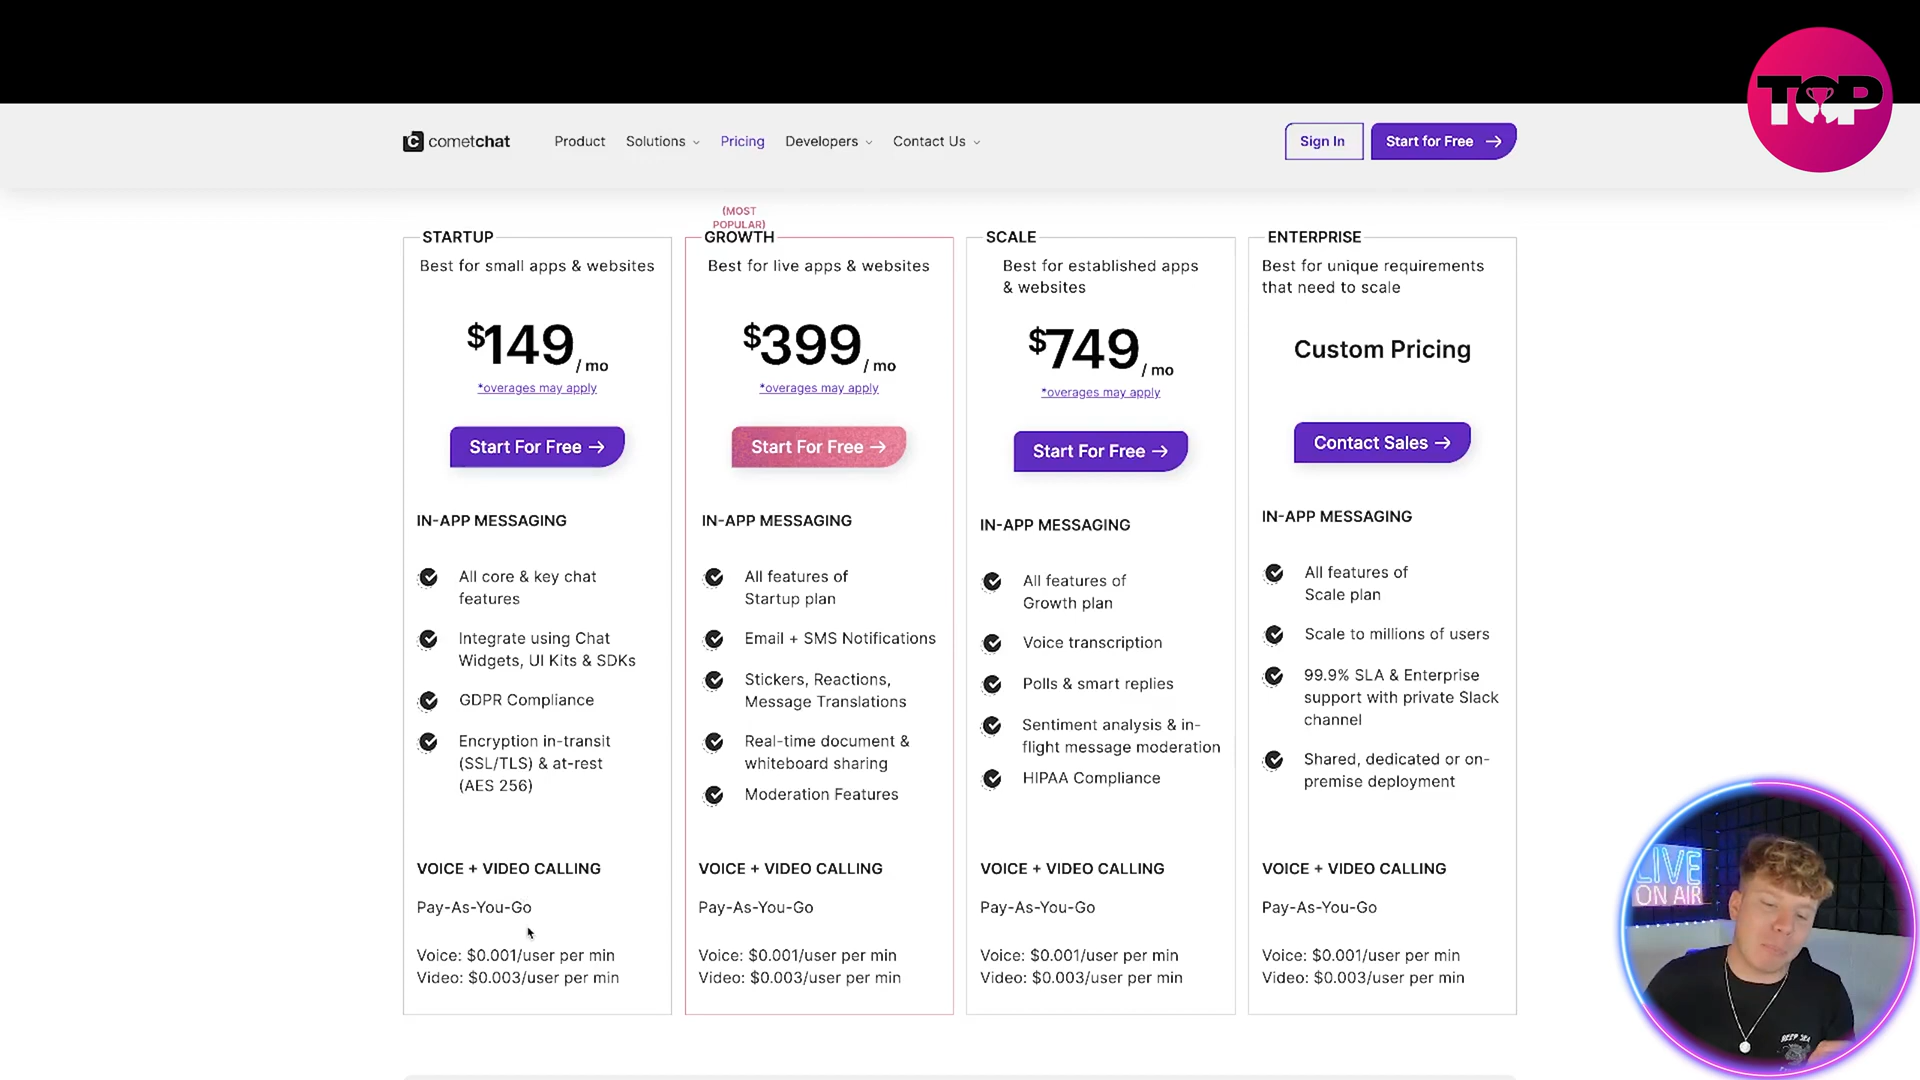 TOP
cometchat
Product
Solutions
Pricing
Developers
Contact Us
Sign In
Start for Free
STARTUP
Best for small apps & websites
$149 / mo
*overages may apply
Start For Free
IN-APP MESSAGING
All core & key chat
features
Integrate using Chat
Widgets, UI Kits & SDKs
GDPR Compliance
Encryption in-transit
(SSL/TLS) & at-rest
(AES 256)
VOICE + VIDEO CALLING
Pay-As-You-Go
Voice: $0.001/user per min
Video: $0.003/user per min
(MOST
POPULAR)
GROWTH
Best for live apps & websites
$399 / mo
*overages may apply
Start For Free
IN-APP MESSAGING
All features of
Startup plan
Email + SMS Notifications
Stickers, Reactions,
Message Translations
Real-time document &
whiteboard sharing
Moderation Features
VOICE + VIDEO CALLING
Pay-As-You-Go
Voice: $0.001/user per min
Video: $0.003/user per min
SCALE
Best for established apps
& websites
$749 / mo
*overages may apply
Start For Free
IN-APP MESSAGING
All features of
Growth plan
Voice transcription
Polls & smart replies
Sentiment analysis & in-
flight message moderation
HIPAA Compliance
VOICE + VIDEO CALLING
Pay-As-You-Go
Voice: $0.001/user per min
Video: $0.003/user per min
ENTERPRISE
Best for unique requirements
that need to scale
Custom Pricing
Contact Sales
IN-APP MESSAGING
All features of
Scale plan
Scale to millions of users
99.9% SLA & Enterprise
support with private Slack
channel
Shared, dedicated or on-
premise deployment
VOICE + VIDEO CALLING
Pay-As-You-Go
Voice: $0.001/user per min
Video: $0.003/user per min
LIVE
ON AIR
DEEP SEA